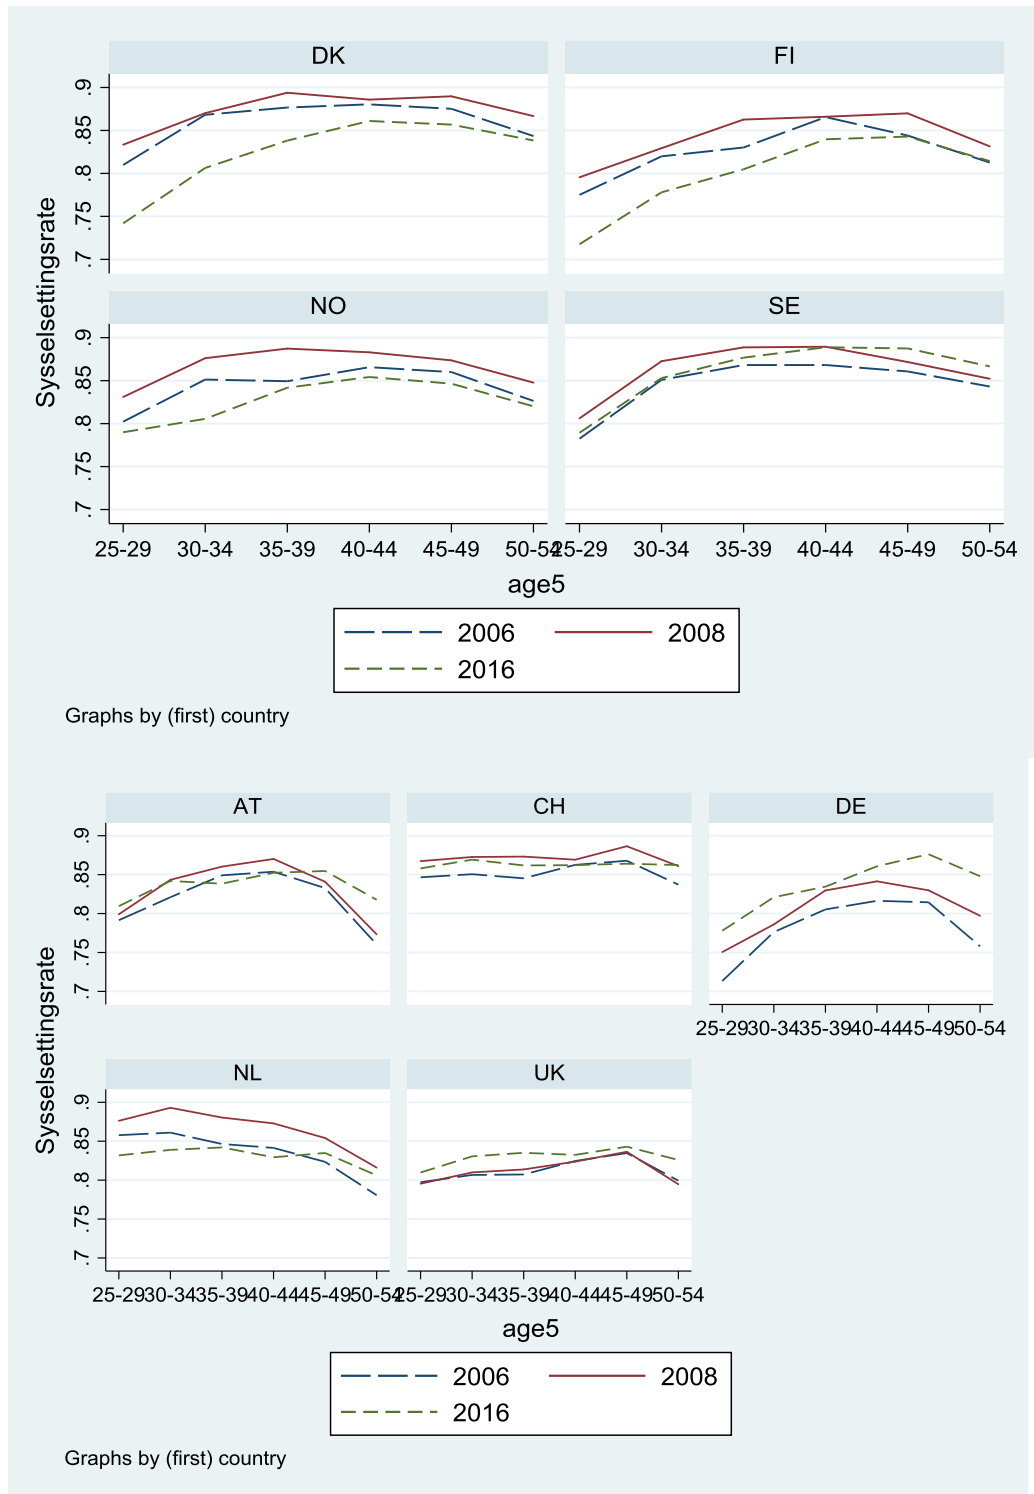 DK
FI
.9
.85
.8
.75
.7
NO
SE
.9
.85
.8
.75
.7
Sysselsettingsrate
25-29 30-34 35-39 40-44 45-49 50-54 25-29 30-34 35-39 40-44 45-49 50-54
age5
2006 2008
2016
Graphs by (first) country
AT
CH
DE
.9
.85
.8
.75
.7
25-29 30-34 35-39 40-44 45-49 50-54
NL
UK
.9
.85
.8
.75
.7
Sysselsettingsrate
25-29 30-34 35-39 40-44 45-49 50-54 25-29 30-34 35-39 40-44 45-49 50-54
age5
2006 2008
2016
Graphs by (first) country